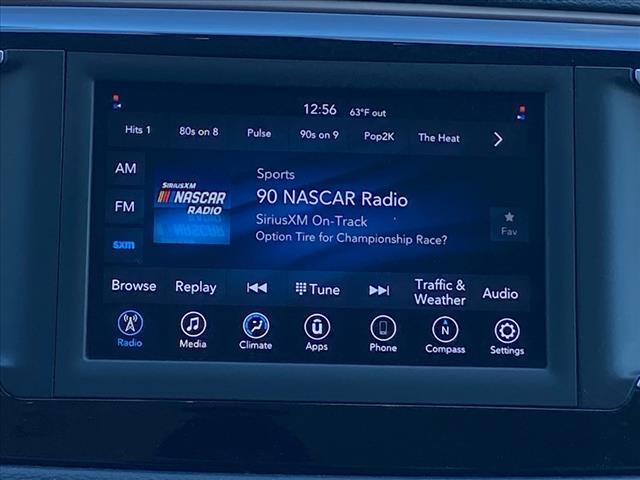 12:56 63°F out
Hits 1 80s on 8 Pulse 90s on 9 Pop2K The Heat
AM
FM
sxm
SIRIUSXM
NASCAR
RADIO
Sports
90 NASCAR Radio
SiriusXM On-Track
Option Tire for Championship Race?
Fav
Browse Replay Tune Traffic &
Weather Audio
Radio Media Climate Apps Phone Compass Settings
N